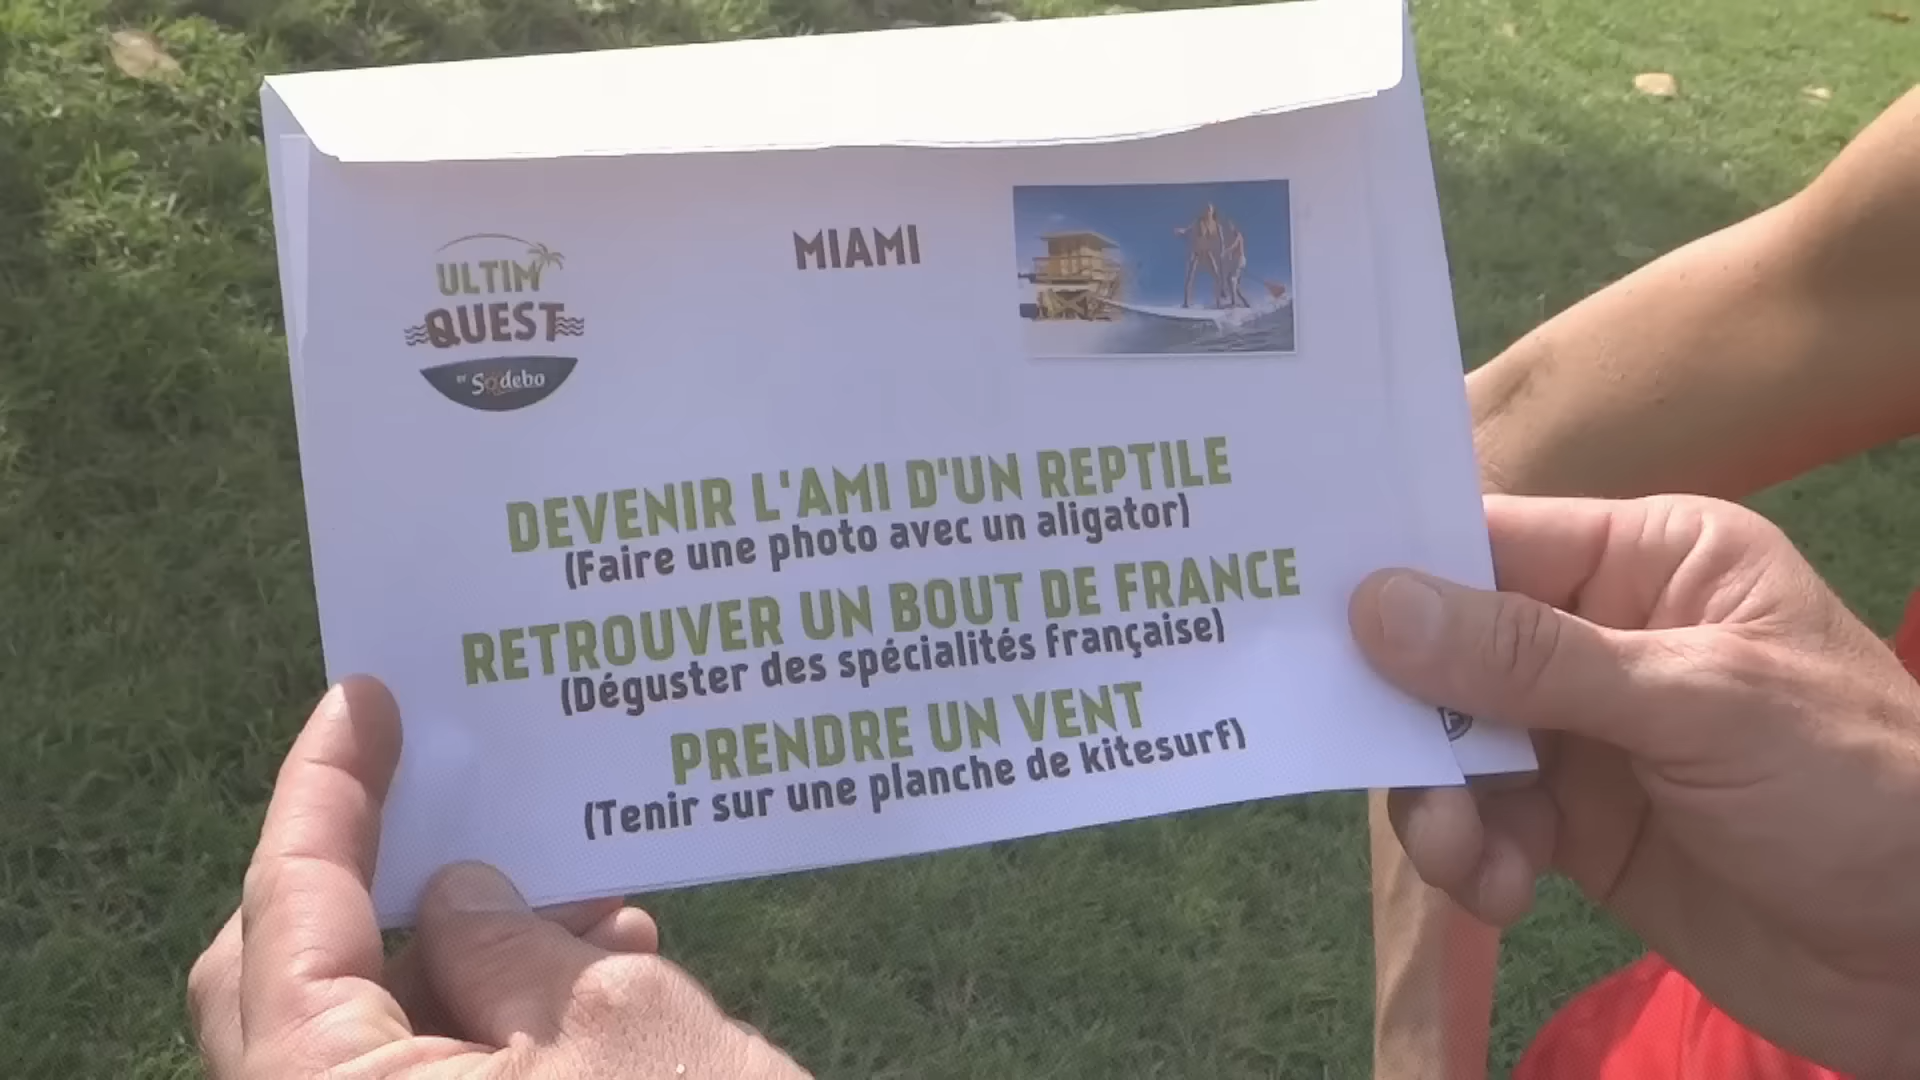 ULTIM
QUEST
BY Sodebo
MIAMI
DEVENIR L'AMI D'UN REPTILE
(Faire une photo avec un aligator)
RETROUVER UN BOUT DE FRANCE
(Déguster des spécialités française)
PRENDRE UN VENT
(Tenir sur une planche de kitesurf)